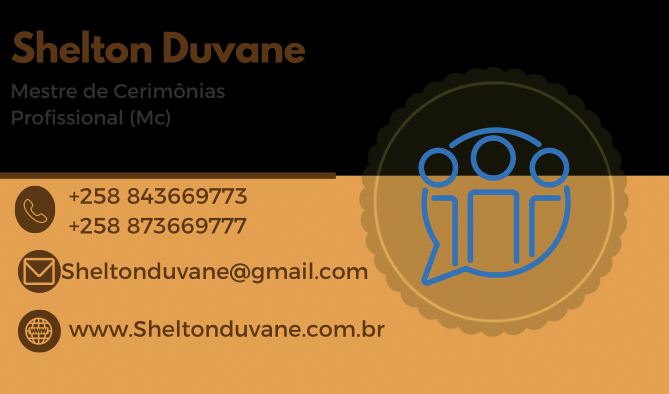 Shelton Duvane
Mestre de Cerimônias
Profissional (Mc)
+258 843669773
+258 873669777
Sheltonduvane@gmail.com
www.Sheltonduvane.com.br